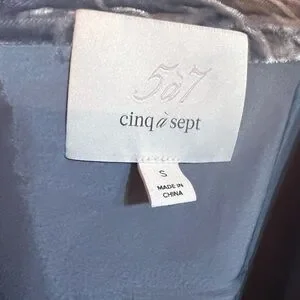 5à7
cinq à sept
S
MADE IN
CHINA